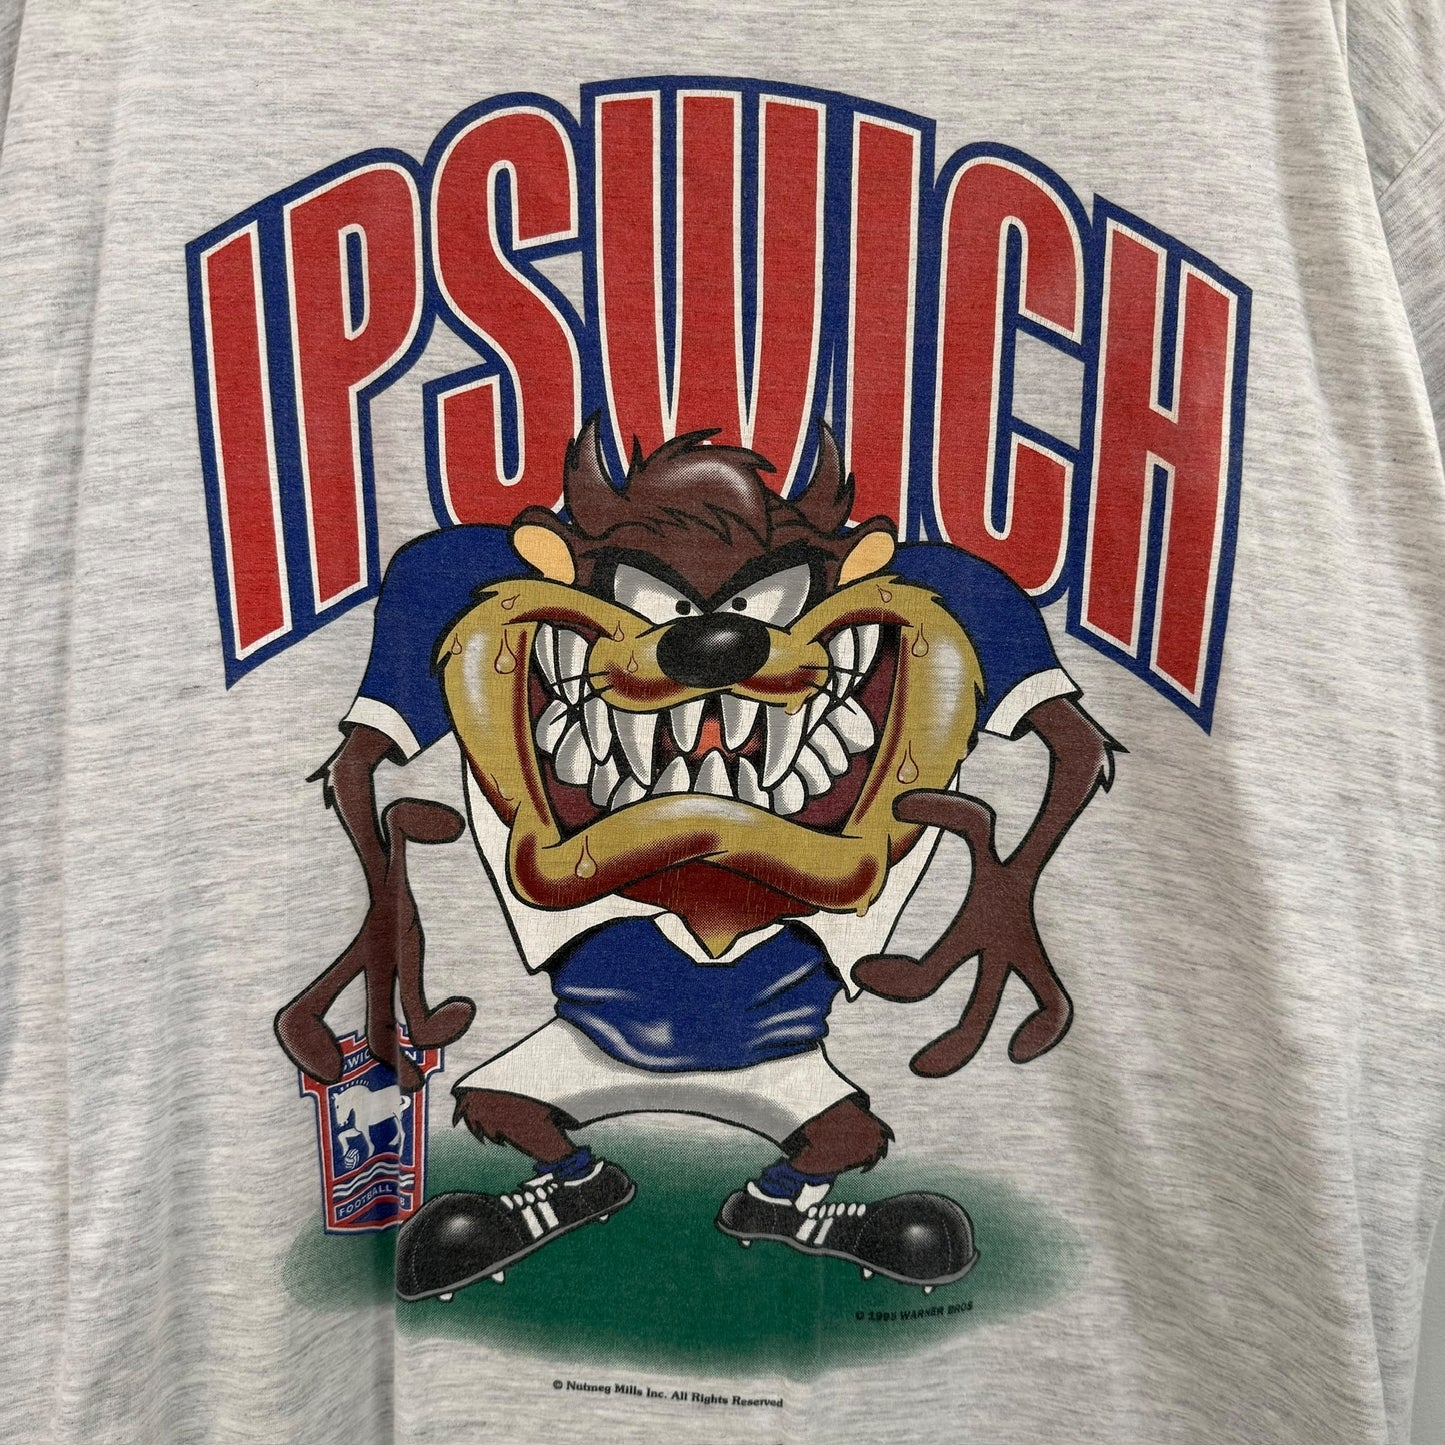 IPSWICH
FOOTBALL
© 1995 WARNER BROS
© Nutmeg Mills Inc. All Rights Reserved